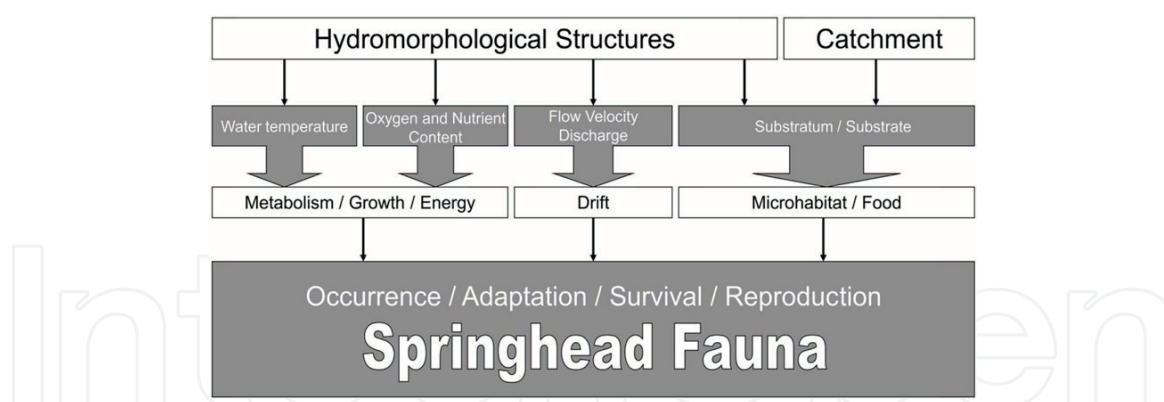 Hydromorphological Structures
Catchment
Water temperature
Oxygen and Nutrient
Content
Flow Velocity
Discharge
Substratum / Substrate
Metabolism / Growth / Energy
Drift
Microhabitat / Food
Occurrence / Adaptation / Survival / Reproduction
Springhead Fauna